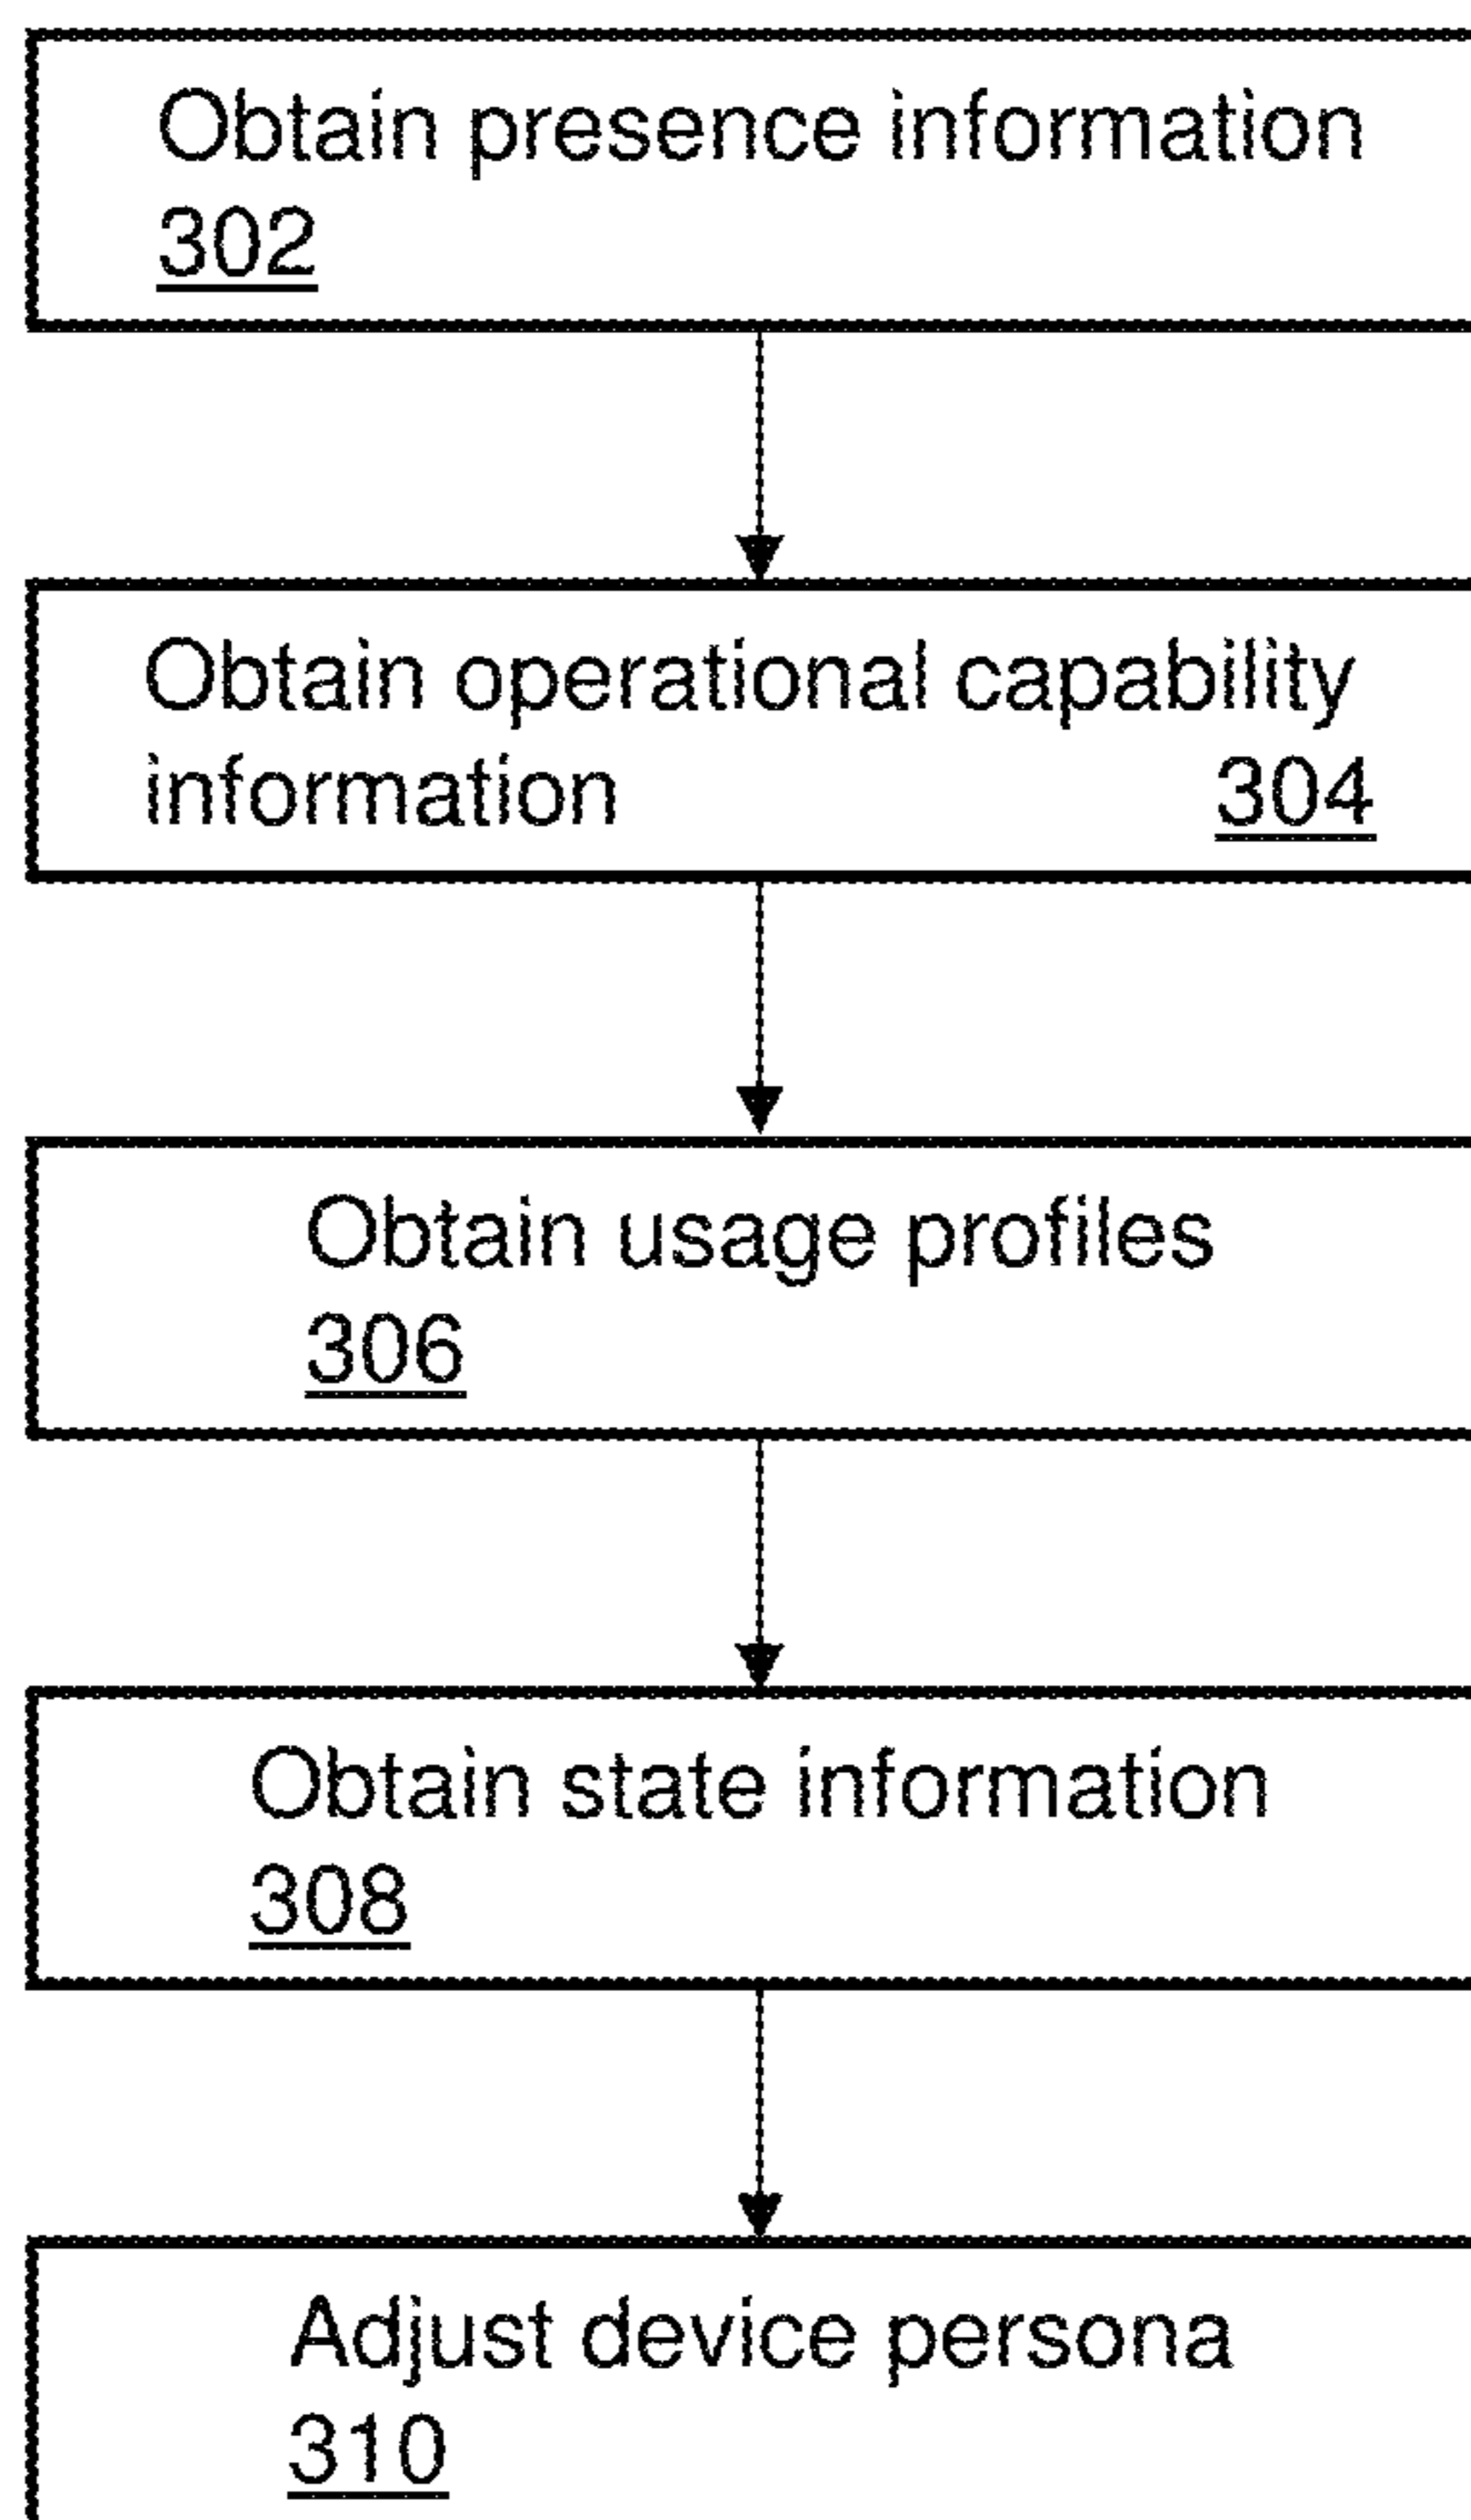 Obtain presence information
302
Obtain operational capability
information 304
Obtain usage profiles
306
Obtain state information
308
Adjust device persona
310